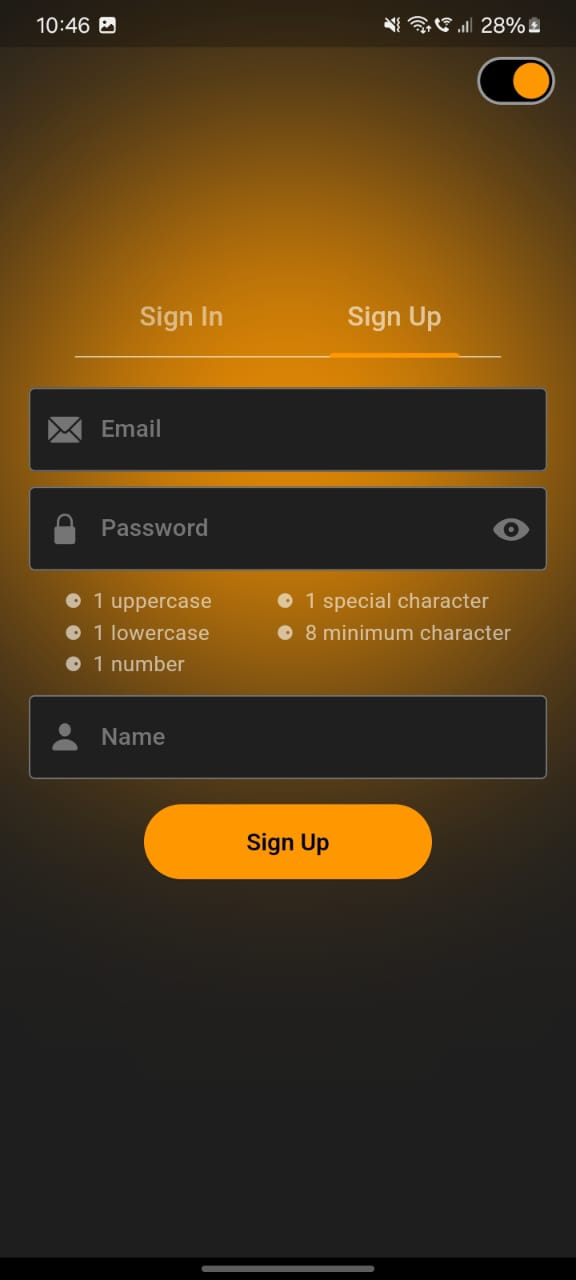 10:46 28%
Sign In Sign Up
Email
Password
1 uppercase 1 special character
1 lowercase 8 minimum character
1 number
Name
Sign Up